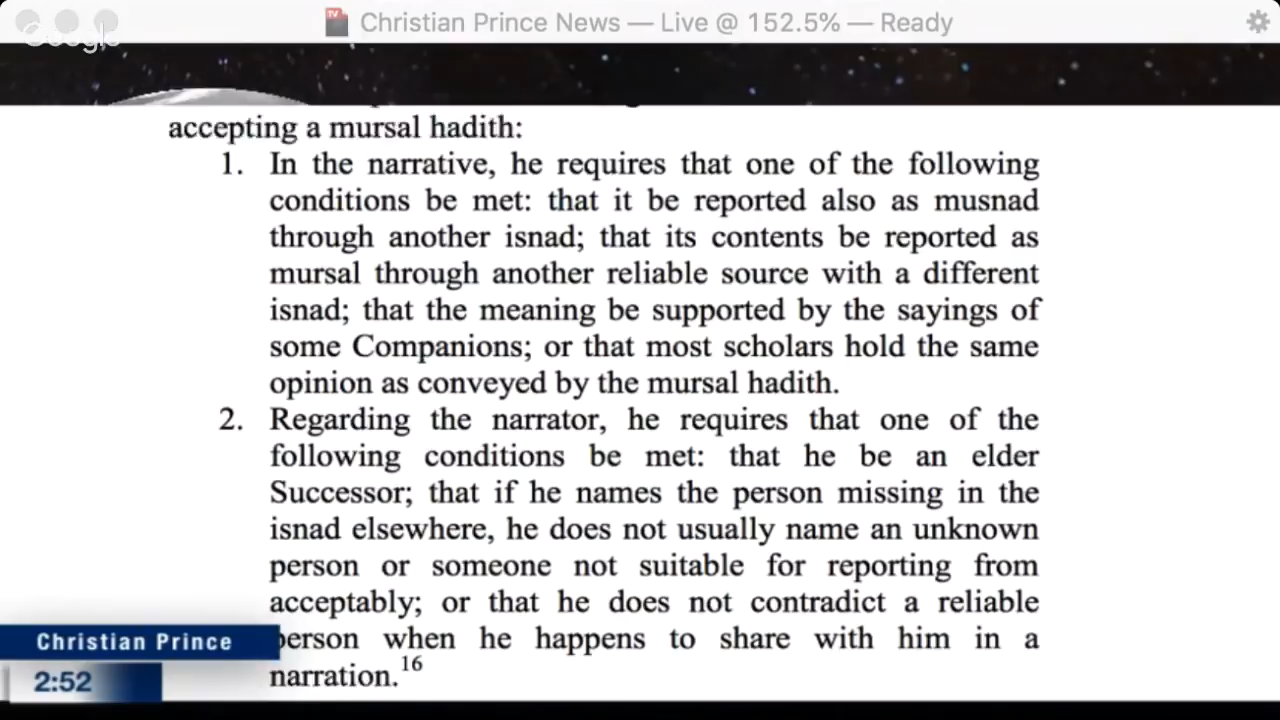 Christian Prince News — Live @ 152.5% — Ready
Google
accepting a mursal hadith:
1. In the narrative, he requires that one of the following
conditions be met: that it be reported also as musnad
through another isnad; that its contents be reported as
mursal through another reliable source with a different
isnad; that the meaning be supported by the sayings of
some Companions; or that most scholars hold the same
opinion as conveyed by the mursal hadith.
2. Regarding the narrator, he requires that one of the
following conditions be met: that he be an elder
Successor; that if he names the person missing in the
isnad elsewhere, he does not usually name an unknown
person or someone not suitable for reporting from
acceptably; or that he does not contradict a reliable
person when he happens to share with him in a
narration.16
Christian Prince
2:52